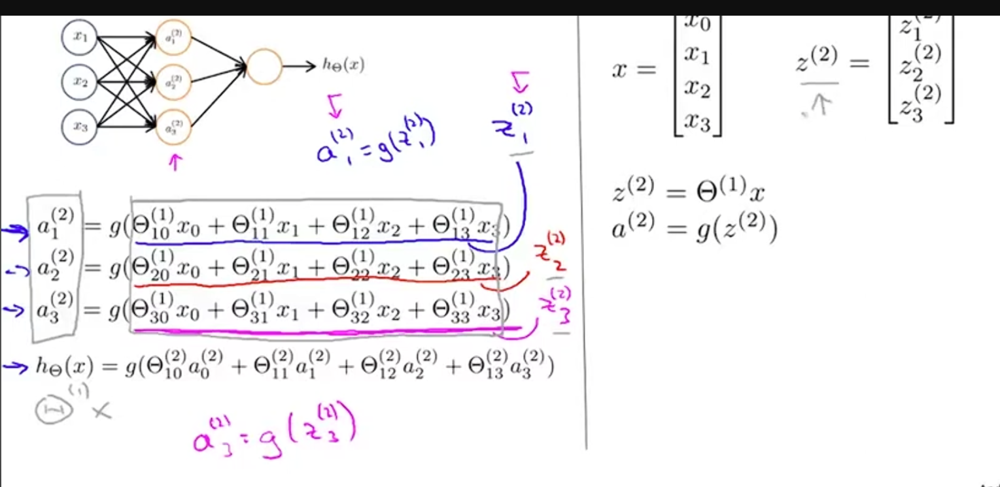 x₁ a₁⁽²⁾
x₂ a₂⁽²⁾
x₃ a₃⁽²⁾
h_Θ(x)
a₁⁽²⁾ = g(z₁⁽²⁾)
z₁⁽²⁾
a₁⁽²⁾ = g(Θ₁₀⁽¹⁾x₀ + Θ₁₁⁽¹⁾x₁ + Θ₁₂⁽¹⁾x₂ + Θ₁₃⁽¹⁾x₃)
z₂⁽²⁾
a₂⁽²⁾ = g(Θ₂₀⁽¹⁾x₀ + Θ₂₁⁽¹⁾x₁ + Θ₂₂⁽¹⁾x₂ + Θ₂₃⁽¹⁾x₃)
z₃⁽²⁾
a₃⁽²⁾ = g(Θ₃₀⁽¹⁾x₀ + Θ₃₁⁽¹⁾x₁ + Θ₃₂⁽¹⁾x₂ + Θ₃₃⁽¹⁾x₃)
h_Θ(x) = g(Θ₁₀⁽²⁾a₀⁽²⁾ + Θ₁₁⁽²⁾a₁⁽²⁾ + Θ₁₂⁽²⁾a₂⁽²⁾ + Θ₁₃⁽²⁾a₃⁽²⁾)
Θ⁽¹⁾x
a₃⁽²⁾ = g(z₃⁽²⁾)
x = [x₀
x₁
x₂
x₃]
z⁽²⁾ = [z₁⁽²⁾
z₂⁽²⁾
z₃⁽²⁾]
z⁽²⁾ = Θ⁽¹⁾x
a⁽²⁾ = g(z⁽²⁾)